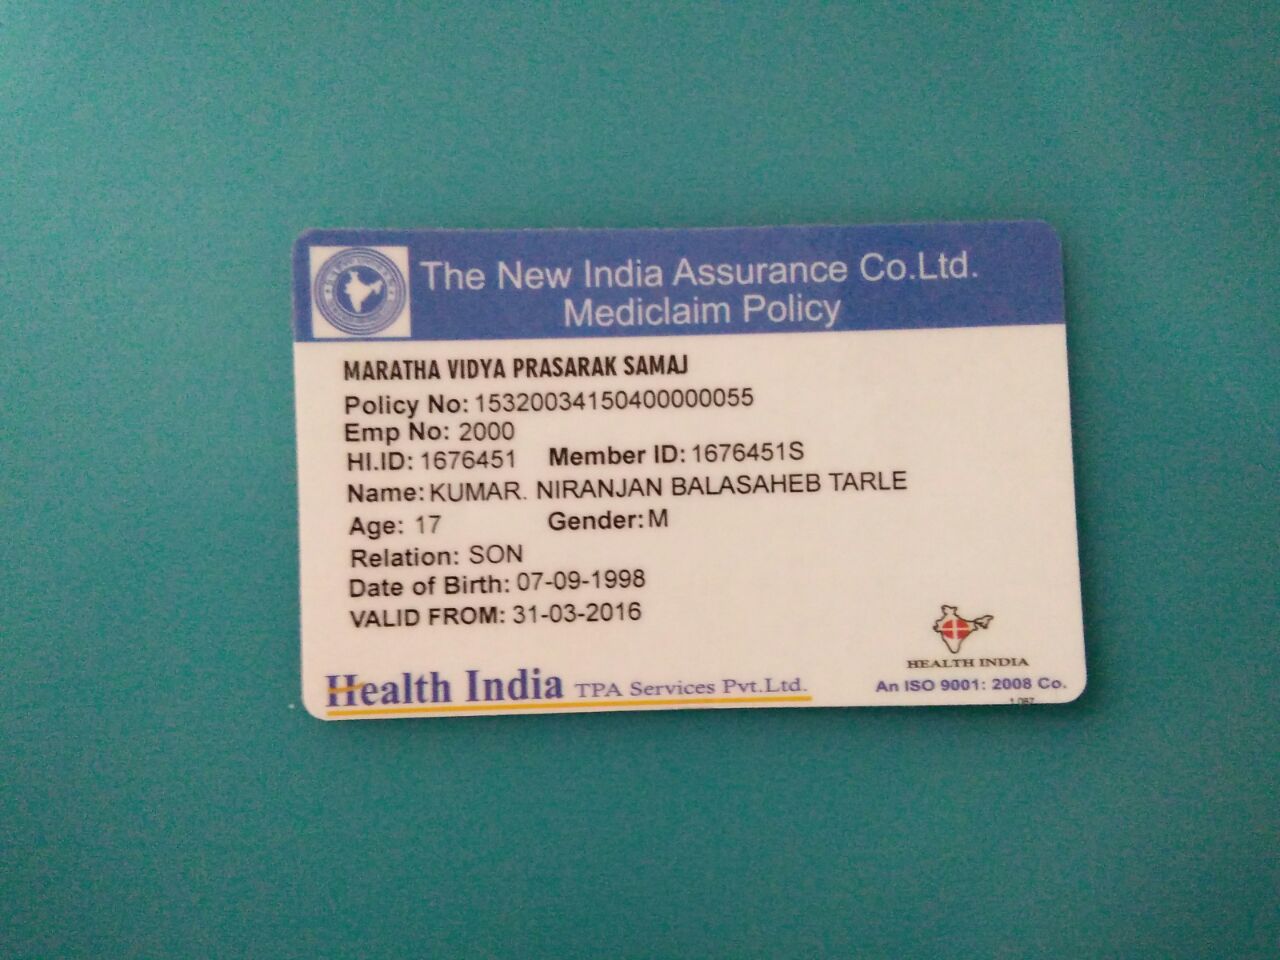 The New India Assurance Co.Ltd.
Mediclaim Policy
MARATHA VIDYA PRASARAK SAMAJ
Policy No: 15320034150400000055
Emp No: 2000
HI.ID: 1676451 Member ID: 1676451S
Name: KUMAR. NIRANJAN BALASAHEB TARLE
Age: 17 Gender: M
Relation: SON
Date of Birth: 07-09-1998
VALID FROM: 31-03-2016
HEALTH INDIA
Health India TPA Services Pvt.Ltd.
An ISO 9001: 2008 Co.